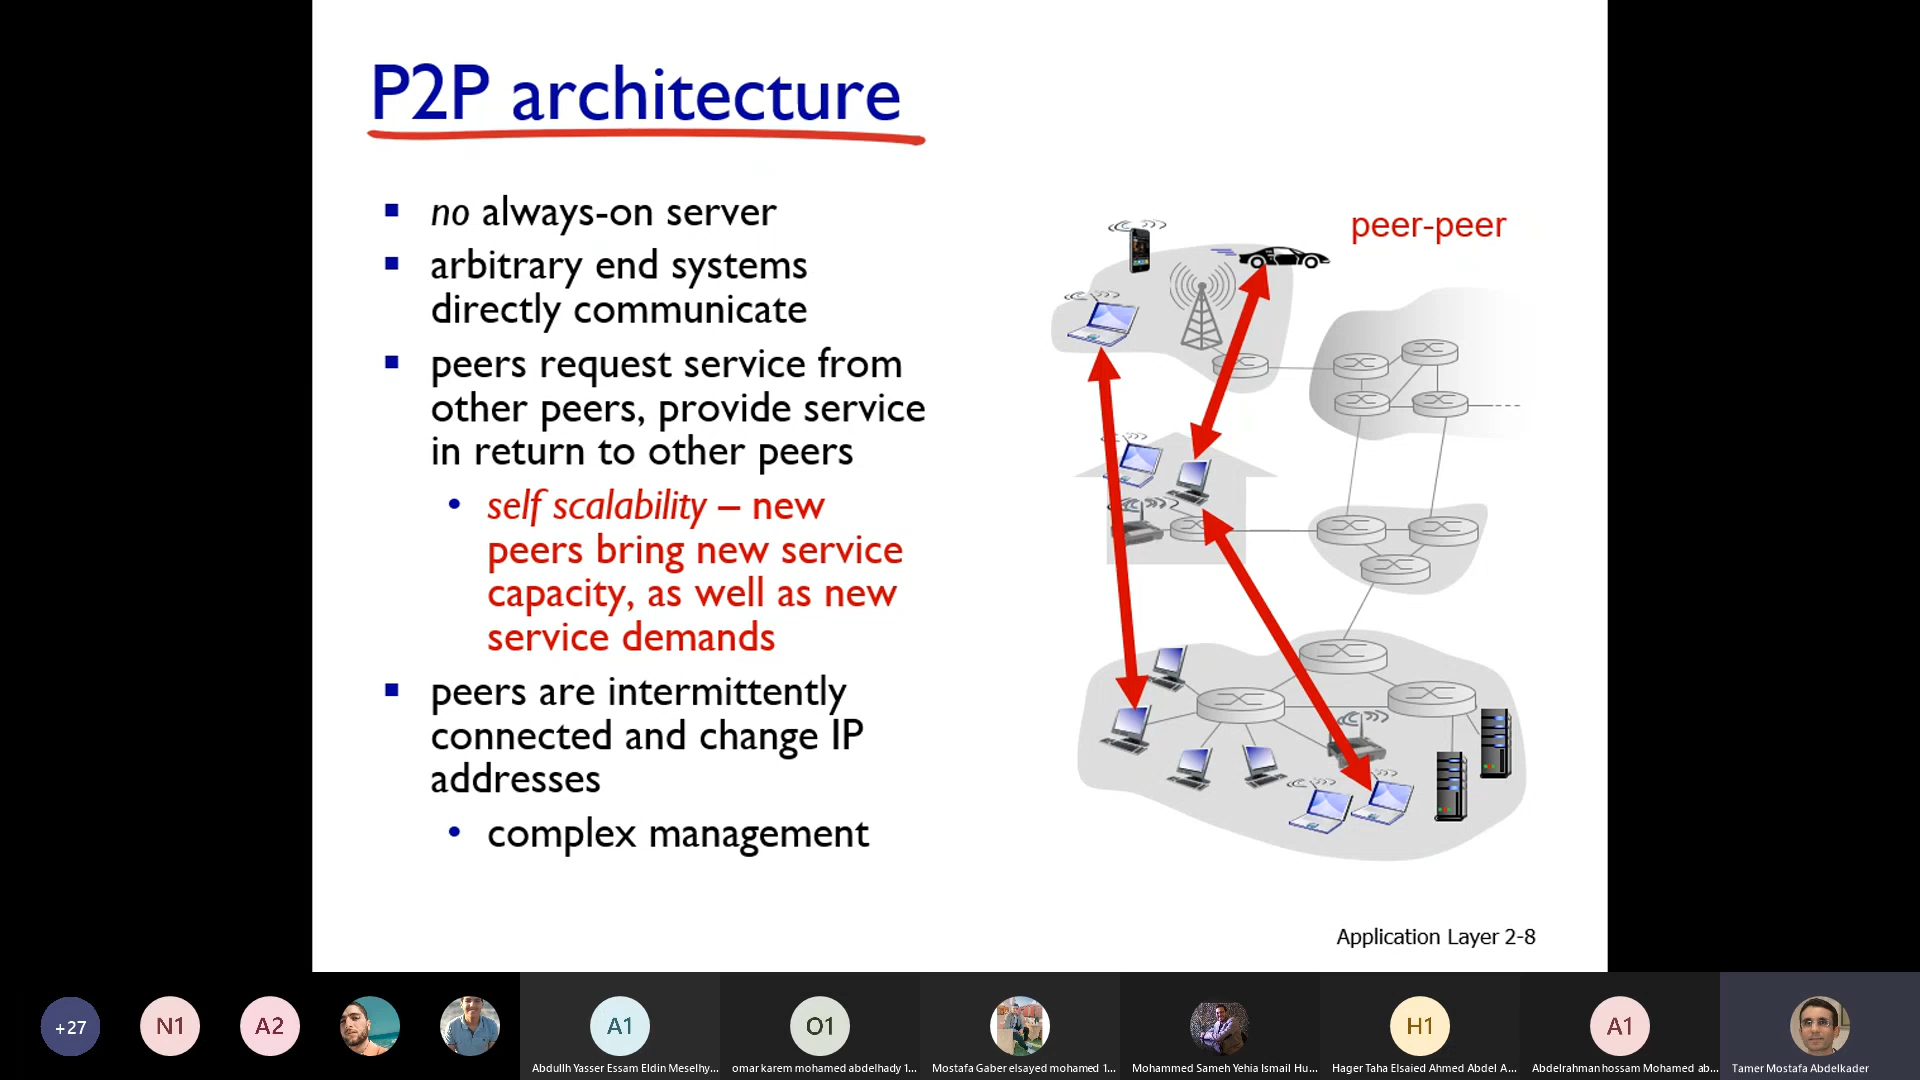 P2P architecture
no always-on server
arbitrary end systems
directly communicate
peers request service from
other peers, provide service
in return to other peers
self scalability – new
peers bring new service
capacity, as well as new
service demands
peers are intermittently
connected and change IP
addresses
complex management
peer-peer
Application Layer 2-8
+27
N1
A2
A1
O1
H1
A1
Abdullh Yasser Essam Eldin Meselhy...
omar karem mohamed abdelhady 1...
Mostafa Gaber elsayed mohamed 1...
Mohammed Sameh Yehia Ismail Hu...
Hager Taha Elsaied Ahmed Abdel A...
Abdelrahman hossam Mohamed ab...
Tamer Mostafa Abdelkader